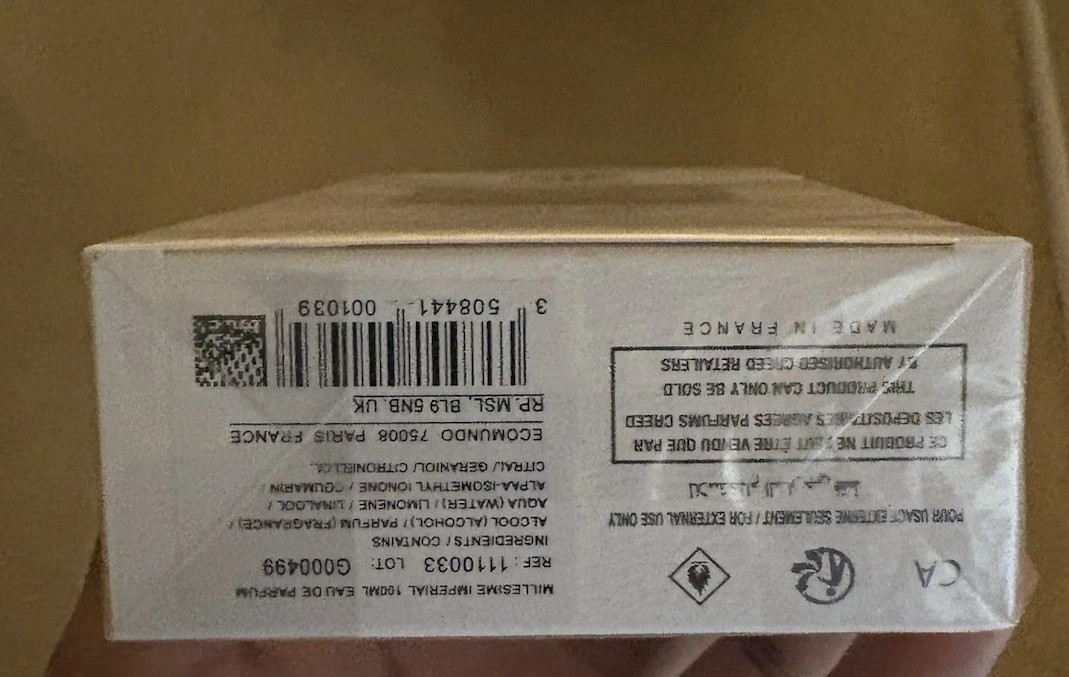 MILLESIME IMPERIAL 100ML EAU DE PARFUM
REF: 1110033 LOT: G000499
INGREDIENTS / CONTAINS
ALCOOL (ALCOHOL) / PARFUM (FRAGRANCE) /
AQUA (WATER) / LIMONENE / LINALOOL /
ALPAA-ISOMETHYL IONONE / COUMARIN /
CITRAL/ GERANIOL/ CITRONELLOL
ECOMUNDO 75008 PARIS FRANCE
RP.MSL, BL9 5NB.UK
3 508441 001039
CA
POUR USAGE EXTERNE SEULEMENT / FOR EXTERNAL USE ONLY
CE PRODUIT NE PEUT ÊTRE VENDU QUE PAR
LES DEPOSITAIRES AGREES PARFUMS CREED
THIS PRODUCT CAN ONLY BE SOLD
BY AUTHORISED CREED RETAILERS
MADE IN FRANCE